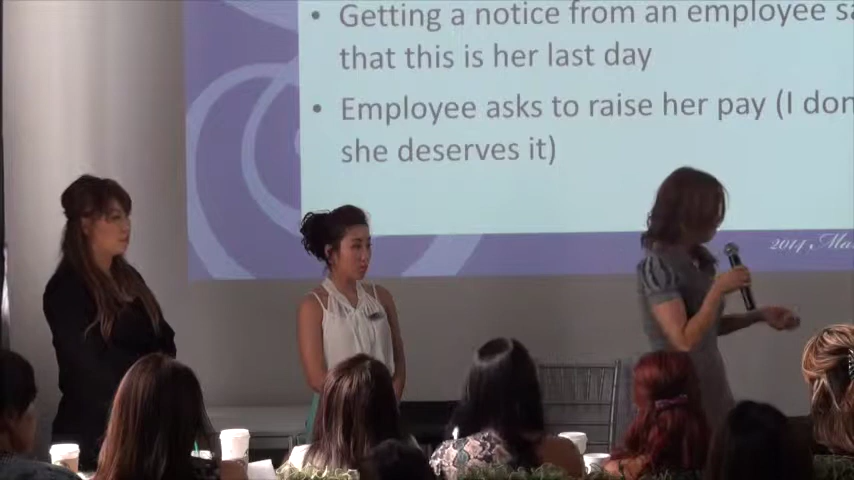 • Getting a notice from an employee sa
that this is her last day
• Employee asks to raise her pay (I don
she deserves it)
2014 Ma